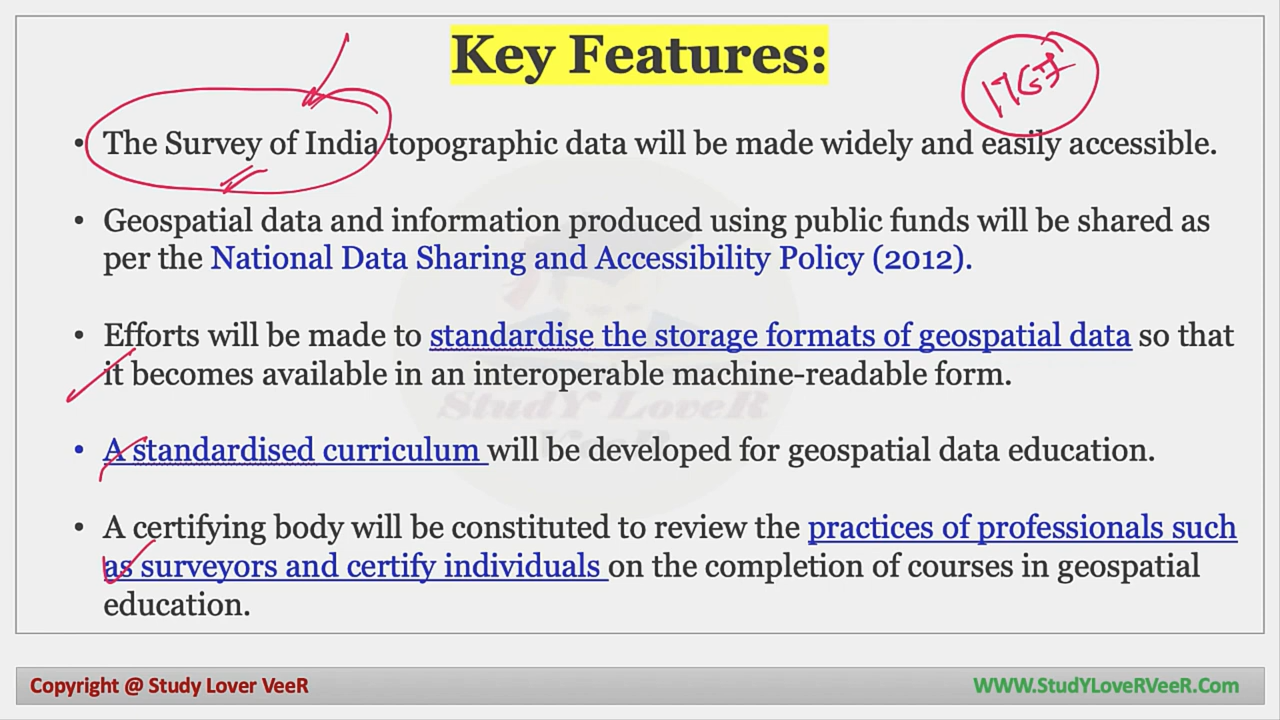 Key Features:
1767
• The Survey of India topographic data will be made widely and easily accessible.
• Geospatial data and information produced using public funds will be shared as
per the National Data Sharing and Accessibility Policy (2012).
• Efforts will be made to standardise the storage formats of geospatial data so that
it becomes available in an interoperable machine-readable form.
• A standardised curriculum will be developed for geospatial data education.
• A certifying body will be constituted to review the practices of professionals such
as surveyors and certify individuals on the completion of courses in geospatial
education.
StudY LoveR
VeeR
Copyright @ Study Lover VeeR
WWW.StudYLoveRVeeR.Com